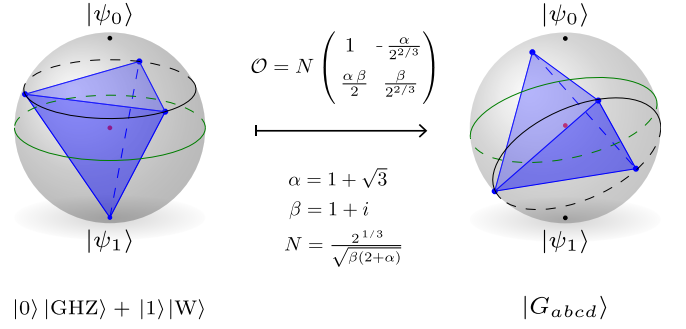 |ψ₀⟩
|ψ₁⟩
|0⟩ |GHZ⟩ + |1⟩ |W⟩
𝒪 = N ( 1 -α/2^{2/3} ; α β/2 β/2^{2/3} )
α = 1 + √3
β = 1 + i
N = 2^{1/3}/√(β(2+α))
|ψ₀⟩
|ψ₁⟩
|G_{abcd}⟩